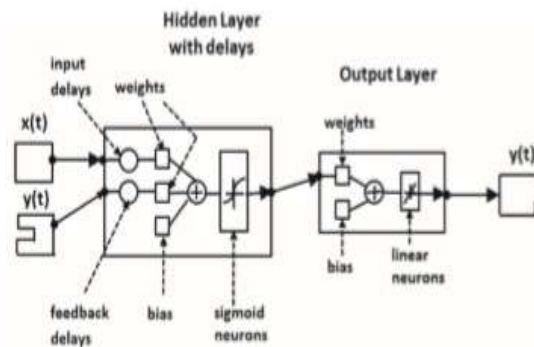 Hidden Layer
with delays
input
delays
weights
Output Layer
x(t)
weights
y(t)
y(t)
feedback
delays
bias
sigmoid
neurons
bias
linear
neurons